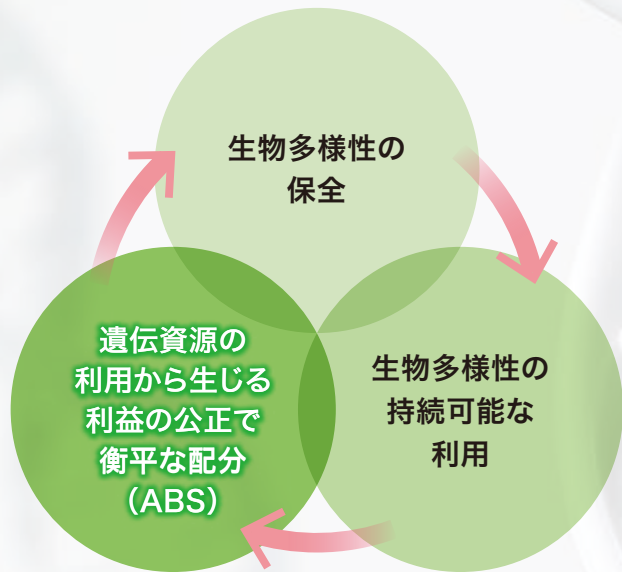 生物多様性の
保全
遺伝資源の
利用から生じる
利益の公正で
衡平な配分
（ABS）
生物多様性の
持続可能な
利用